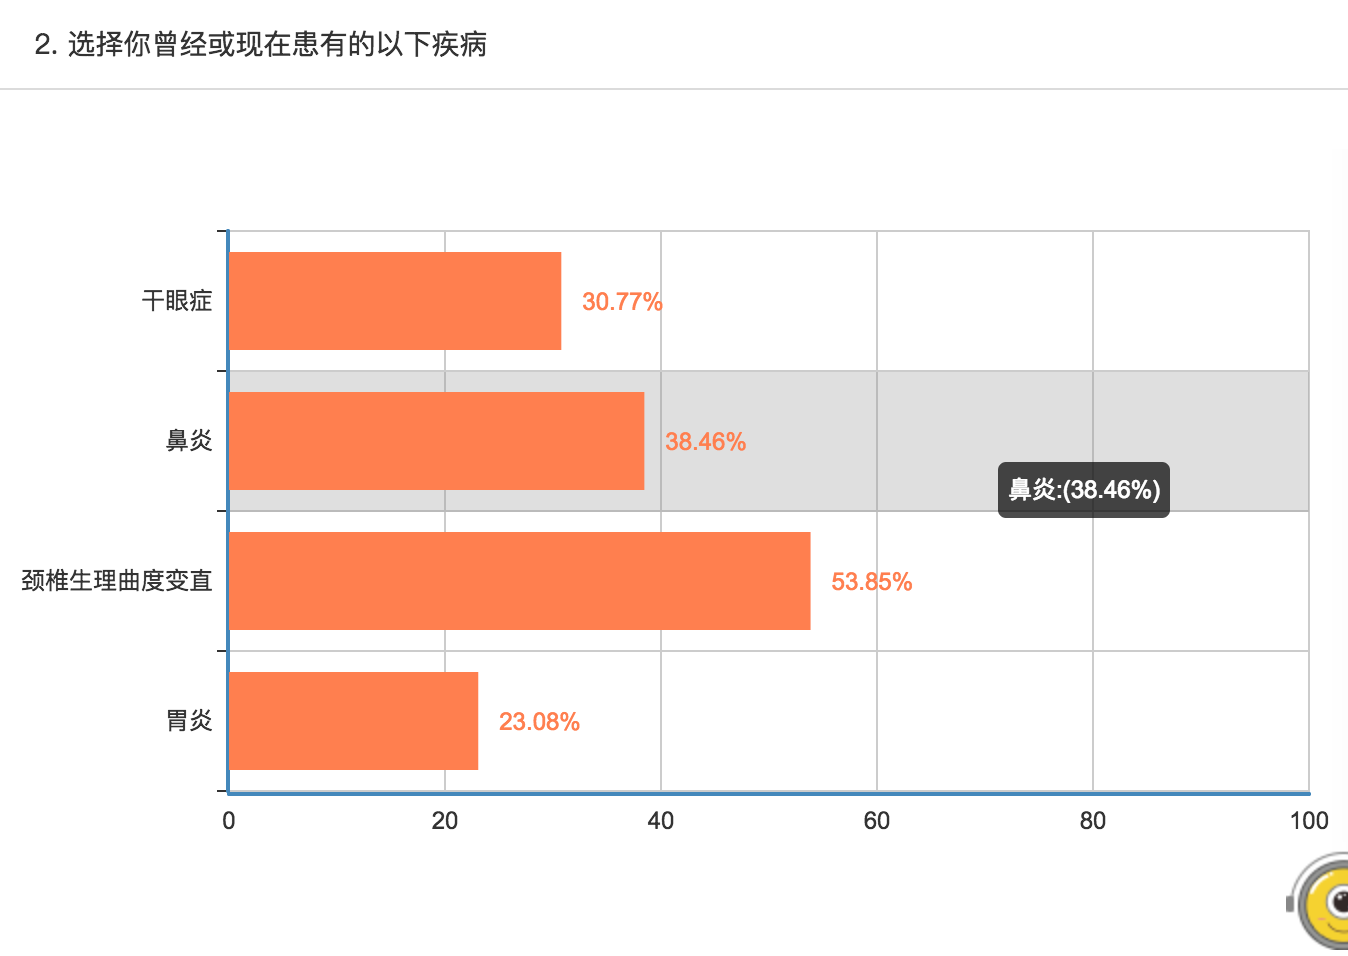 2. 选择你曾经或现在患有的以下疾病
干眼症
30.77%
鼻炎
38.46%
鼻炎:(38.46%)
颈椎生理曲度变直
53.85%
胃炎
23.08%
0 20 40 60 80 100